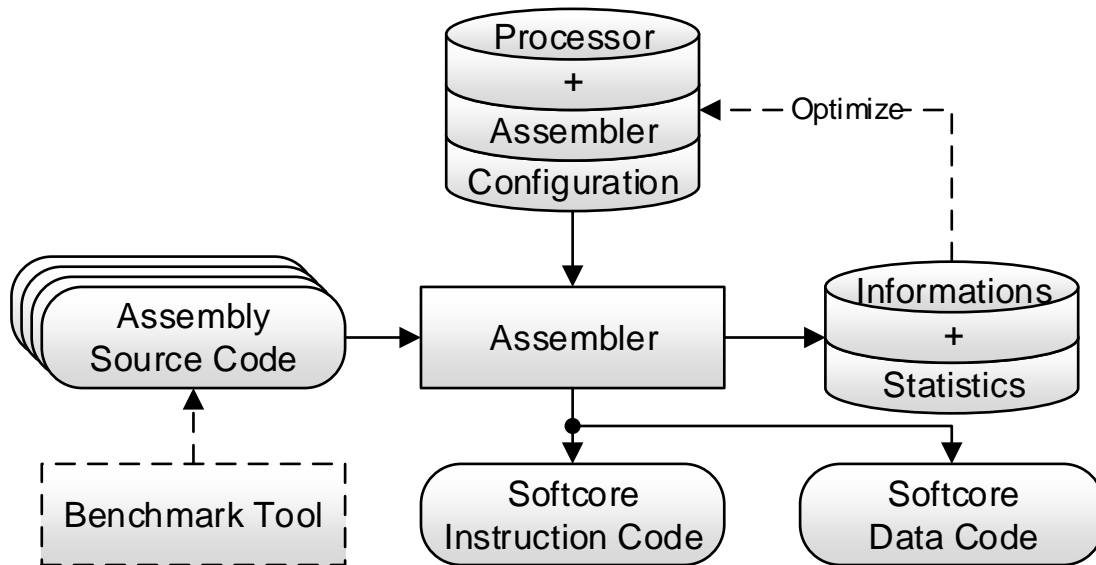 Processor
+
Assembler
Configuration
Optimize
Assembly
Source Code
Assembler
Informations
+
Statistics
Benchmark Tool
Softcore
Instruction Code
Softcore
Data Code